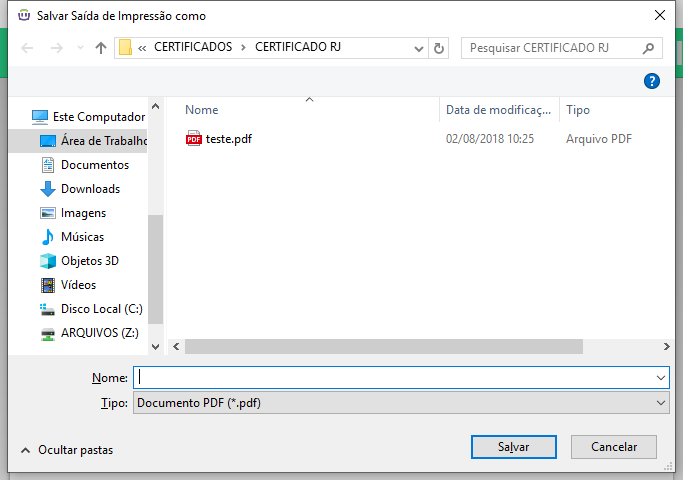 Salvar Saída de Impressão como
« CERTIFICADOS > CERTIFICADO RJ
Pesquisar CERTIFICADO RJ
?
Nome Data de modificaç... Tipo
teste.pdf 02/08/2018 10:25 Arquivo PDF
Este Computador
Área de Trabalho
Documentos
Downloads
Imagens
Músicas
Objetos 3D
Vídeos
Disco Local (C:)
ARQUIVOS (Z:)
Nome:
Tipo: Documento PDF (*.pdf)
Ocultar pastas
Salvar
Cancelar